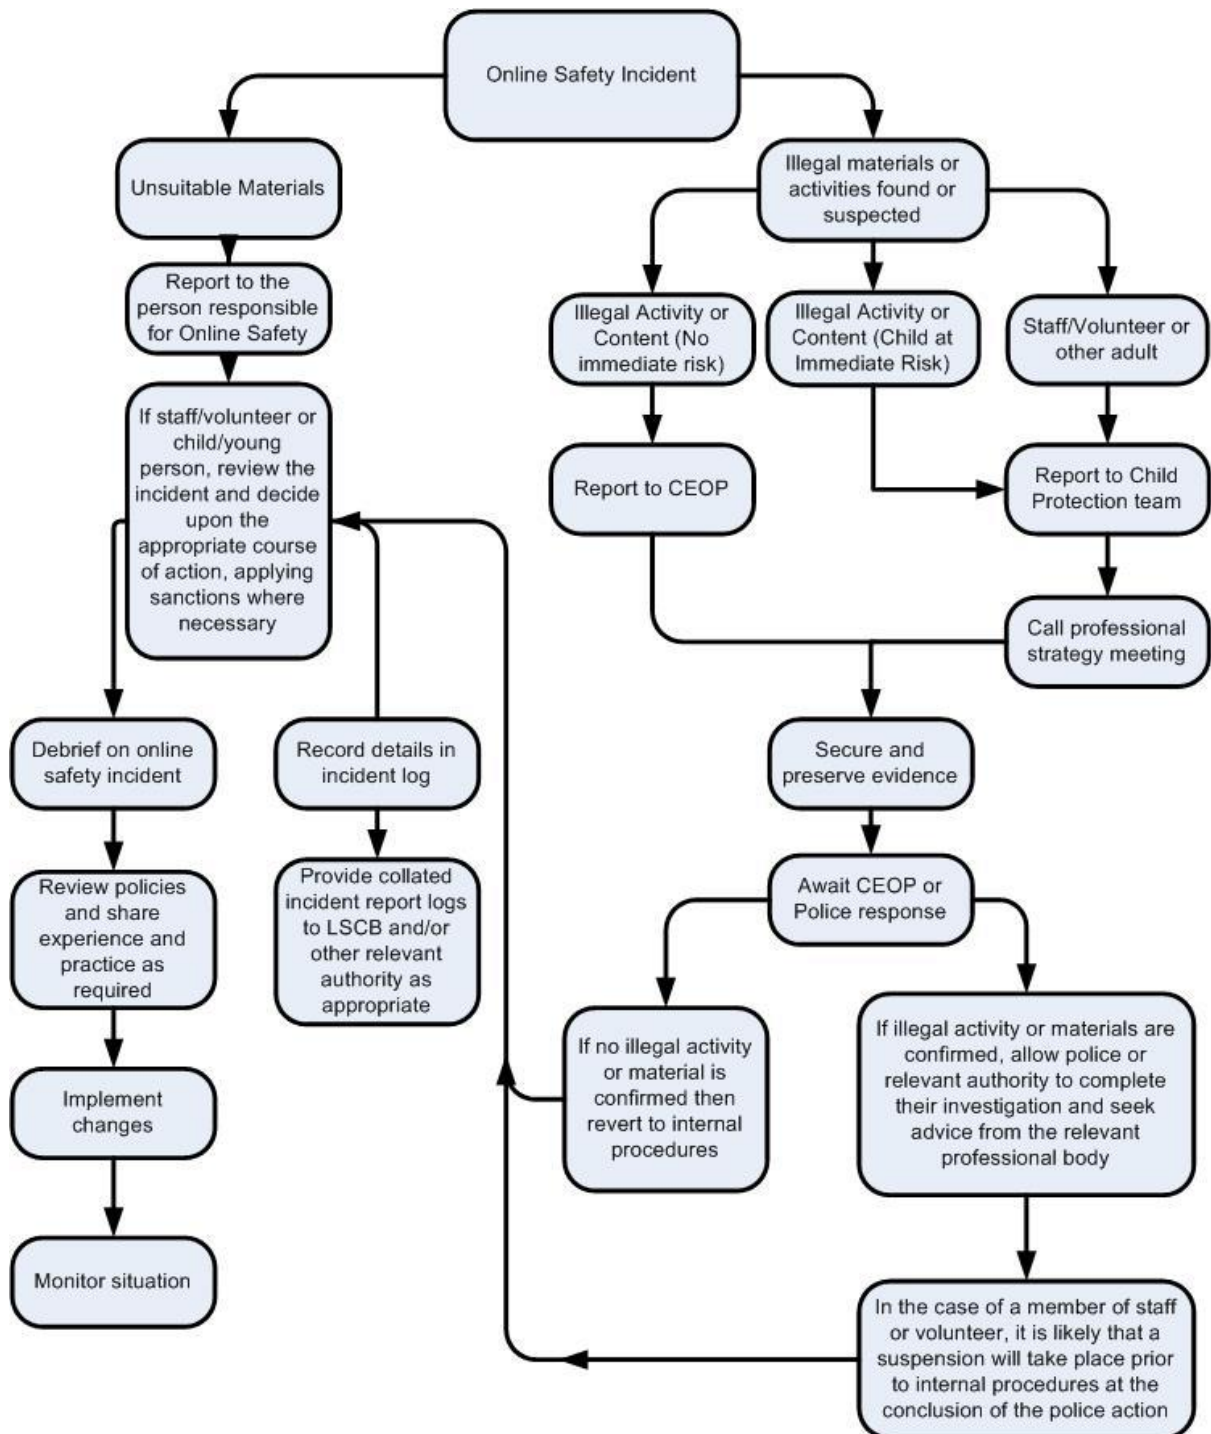 Online Safety Incident
Unsuitable Materials
Illegal materials or
activities found or
suspected
Report to the
person responsible
for Online Safety
Illegal Activity or
Content (No
immediate risk)
Illegal Activity or
Content (Child at
Immediate Risk)
Staff/Volunteer or
other adult
If staff/volunteer or
child/young
person, review the
incident and decide
upon the
appropriate course
of action, applying
sanctions where
necessary
Report to CEOP
Report to Child
Protection team
Call professional
strategy meeting
Debrief on online
safety incident
Record details in
incident log
Secure and
preserve evidence
Review policies
and share
experience and
practice as
required
Provide collated
incident report logs
to LSCB and/or
other relevant
authority as
appropriate
Await CEOP or
Police response
If no illegal activity
or material is
confirmed then
revert to internal
procedures
If illegal activity or materials are
confirmed, allow police or
relevant authority to complete
their investigation and seek
advice from the relevant
professional body
Implement
changes
Monitor situation
In the case of a member of staff
or volunteer, it is likely that a
suspension will take place prior
to internal procedures at the
conclusion of the police action